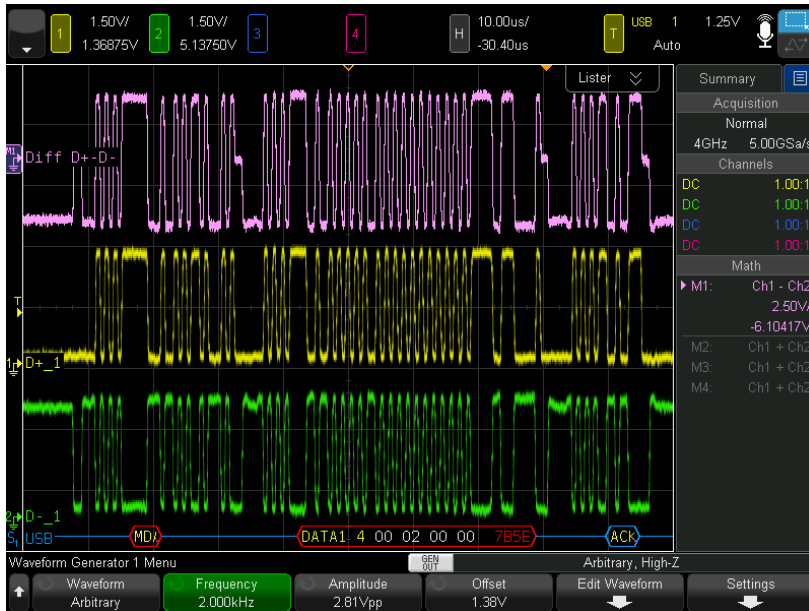 1 1.50V/ 2 1.50V/ 3 4 H 10.00us/ T USB 1 1.25V
1.36875V 5.13750V -30.40us Auto
Lister
Summary
Acquisition
Normal
4GHz 5.00GSa/s
Channels
DC 1.00:1
DC 1.00:1
DC 1.00:1
DC 1.00:1
Math
M1: Ch1 - Ch2
2.50V/
-6.10417V
M2: Ch1 + Ch2
M3: Ch1 + Ch2
M4: Ch1 + Ch2
M1 Diff D+-D-
T
1 D+_1
2 D-_1
S1 USB DATA1 4 00 02 00 00 7B5E ACK
Waveform Generator 1 Menu GEN OUT Arbitrary, High-Z
Waveform Frequency Amplitude Offset Edit Waveform Settings
Arbitrary 2.000kHz 2.81Vpp 1.38V